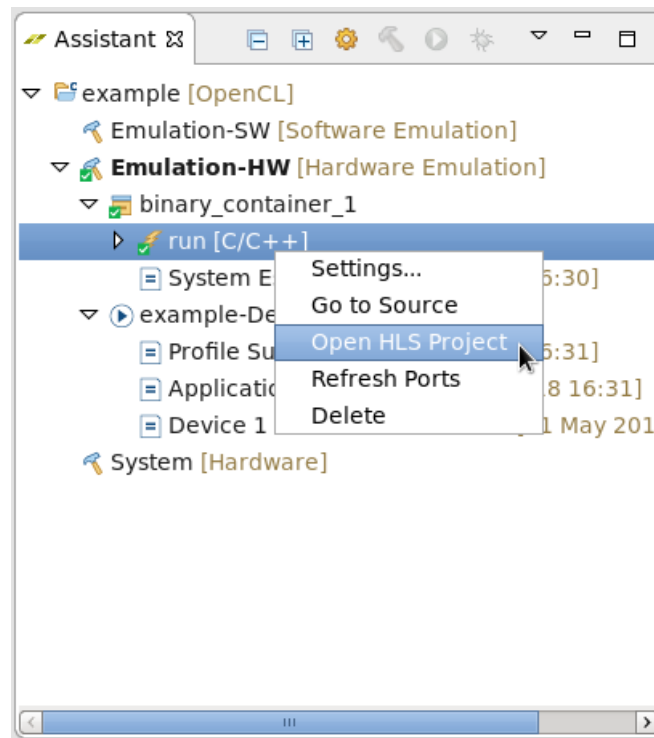 Assistant
example [OpenCL]
Emulation-SW [Software Emulation]
Emulation-HW [Hardware Emulation]
binary_container_1
run [C/C++]
Settings...
System E 6:30]
Go to Source
example-De
Open HLS Project
Profile Su 6:31]
Refresh Ports
Applicatio 8 16:31]
Delete
Device 1 1 May 201
System [Hardware]